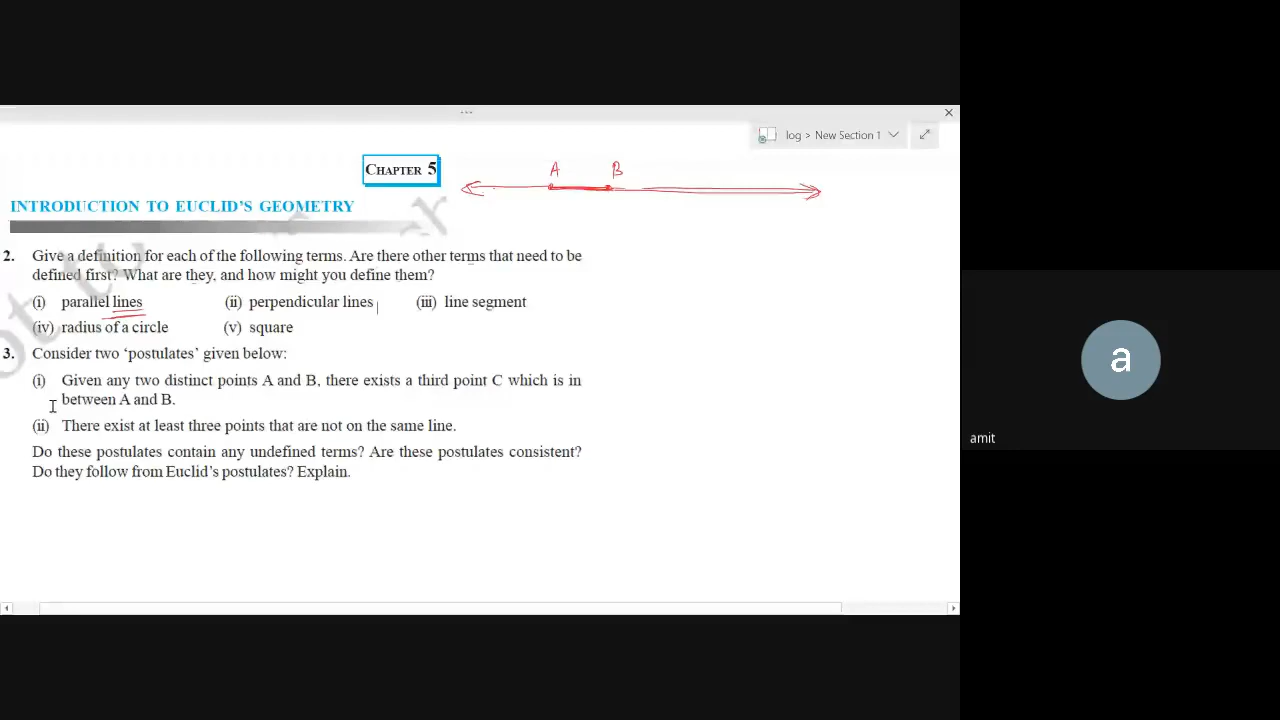 log > New Section 1
CHAPTER 5
A B
INTRODUCTION TO EUCLID'S GEOMETRY
2. Give a definition for each of the following terms. Are there other terms that need to be
defined first? What are they, and how might you define them?
(i) parallel lines (ii) perpendicular lines (iii) line segment
(iv) radius of a circle (v) square
3. Consider two 'postulates' given below:
(i) Given any two distinct points A and B, there exists a third point C which is in
between A and B.
(ii) There exist at least three points that are not on the same line.
Do these postulates contain any undefined terms? Are these postulates consistent?
Do they follow from Euclid's postulates? Explain.
a
amit